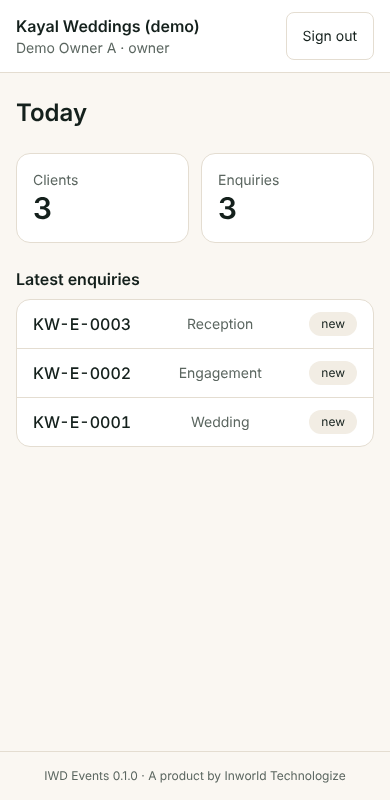 Kayal Weddings (demo)
Demo Owner A · owner
Sign out
Today
Clients
3
Enquiries
3
Latest enquiries
KW-E-0003 Reception new
KW-E-0002 Engagement new
KW-E-0001 Wedding new
IWD Events 0.1.0 · A product by Inworld Technologize